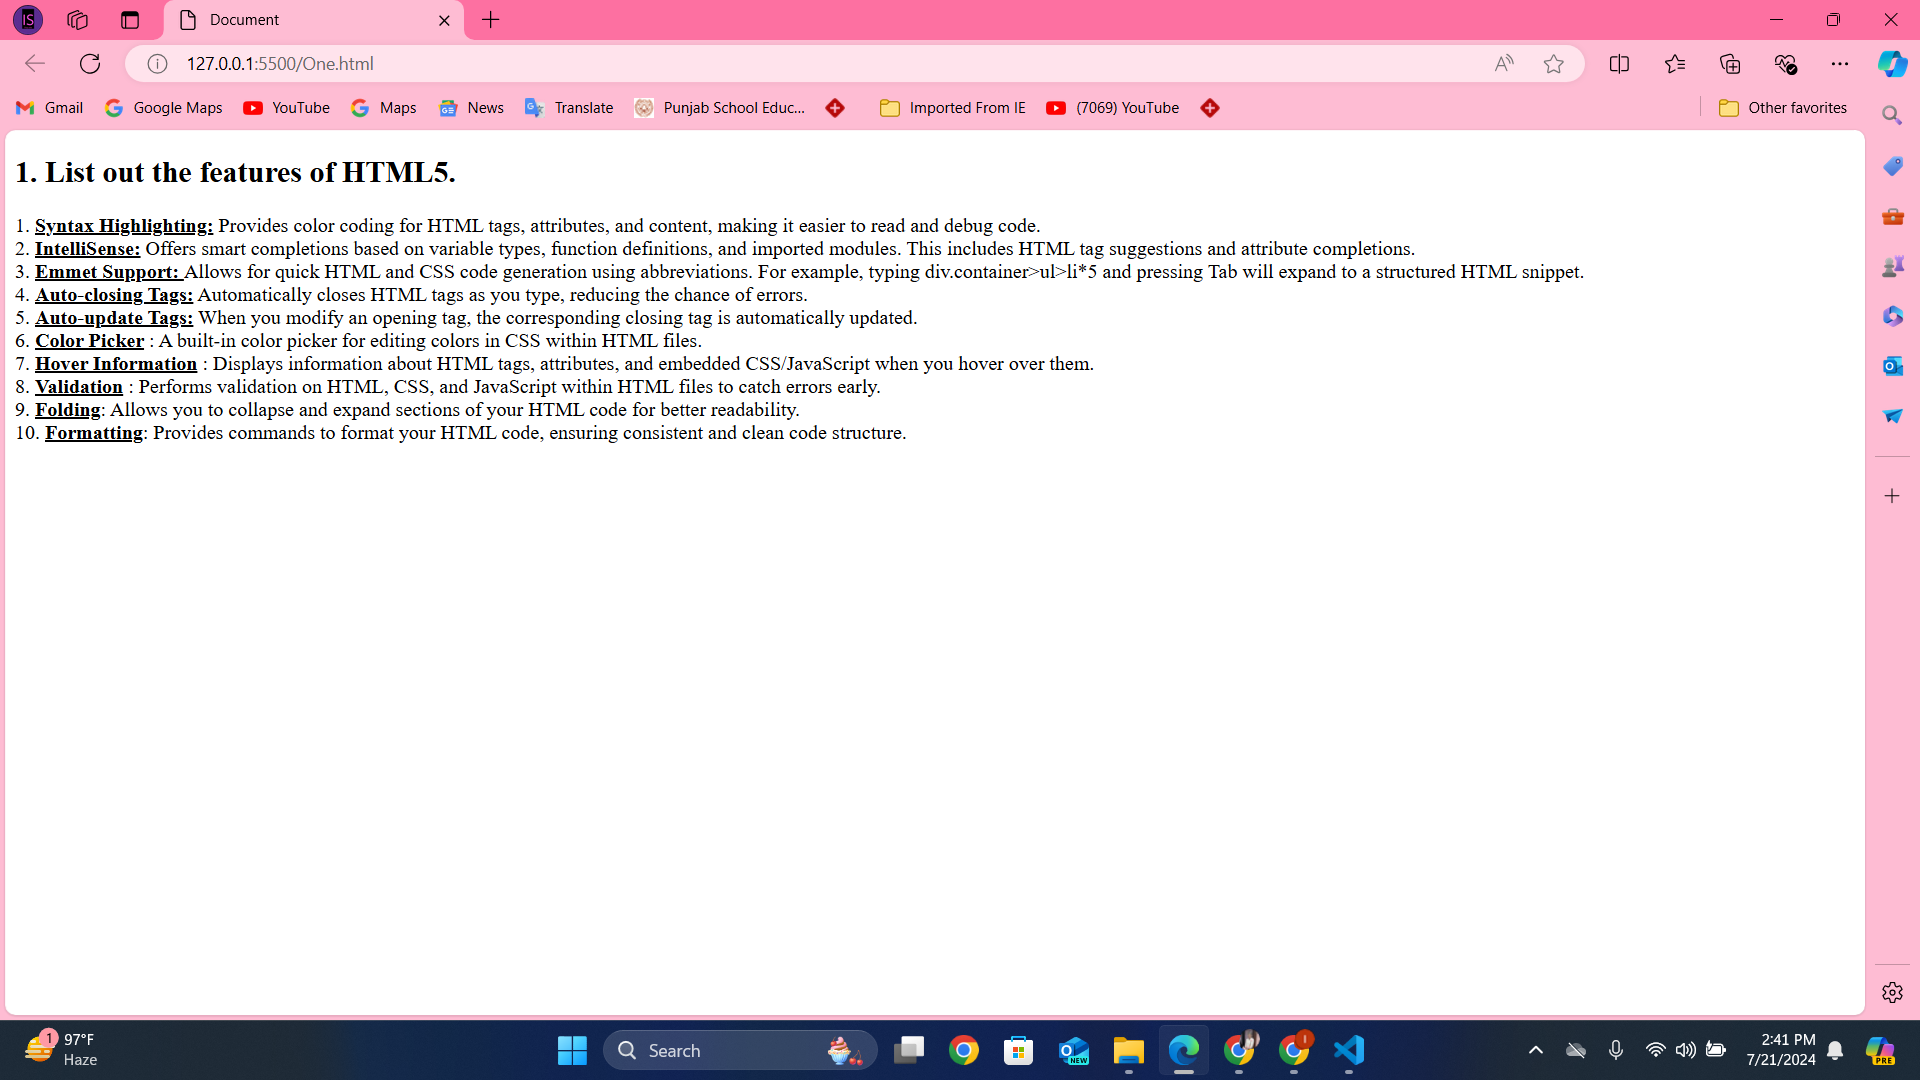 IS
Document
127.0.0.1:5500/One.html
Gmail Google Maps YouTube Maps News Translate Punjab School Educ... Imported From IE (7069) YouTube Other favorites
1. List out the features of HTML5.
1. Syntax Highlighting: Provides color coding for HTML tags, attributes, and content, making it easier to read and debug code.
2. IntelliSense: Offers smart completions based on variable types, function definitions, and imported modules. This includes HTML tag suggestions and attribute completions.
3. Emmet Support: Allows for quick HTML and CSS code generation using abbreviations. For example, typing div.container>ul>li*5 and pressing Tab will expand to a structured HTML snippet.
4. Auto-closing Tags: Automatically closes HTML tags as you type, reducing the chance of errors.
5. Auto-update Tags: When you modify an opening tag, the corresponding closing tag is automatically updated.
6. Color Picker : A built-in color picker for editing colors in CSS within HTML files.
7. Hover Information : Displays information about HTML tags, attributes, and embedded CSS/JavaScript when you hover over them.
8. Validation : Performs validation on HTML, CSS, and JavaScript within HTML files to catch errors early.
9. Folding: Allows you to collapse and expand sections of your HTML code for better readability.
10. Formatting: Provides commands to format your HTML code, ensuring consistent and clean code structure.
1 97°F
Haze
Search
NEW
2:41 PM
7/21/2024
PRE